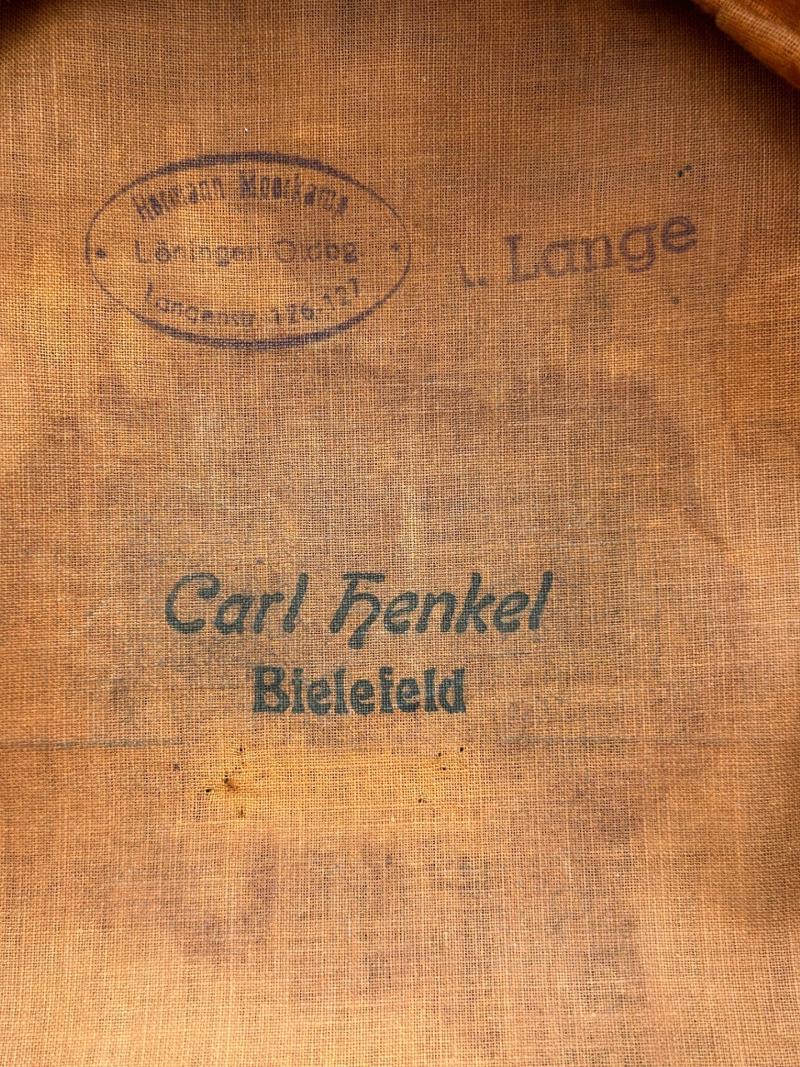 Hermann Moorkamp
Löningen Oldbg
Langenstr. 126-127
Lange
Carl Henkel
Bielefeld